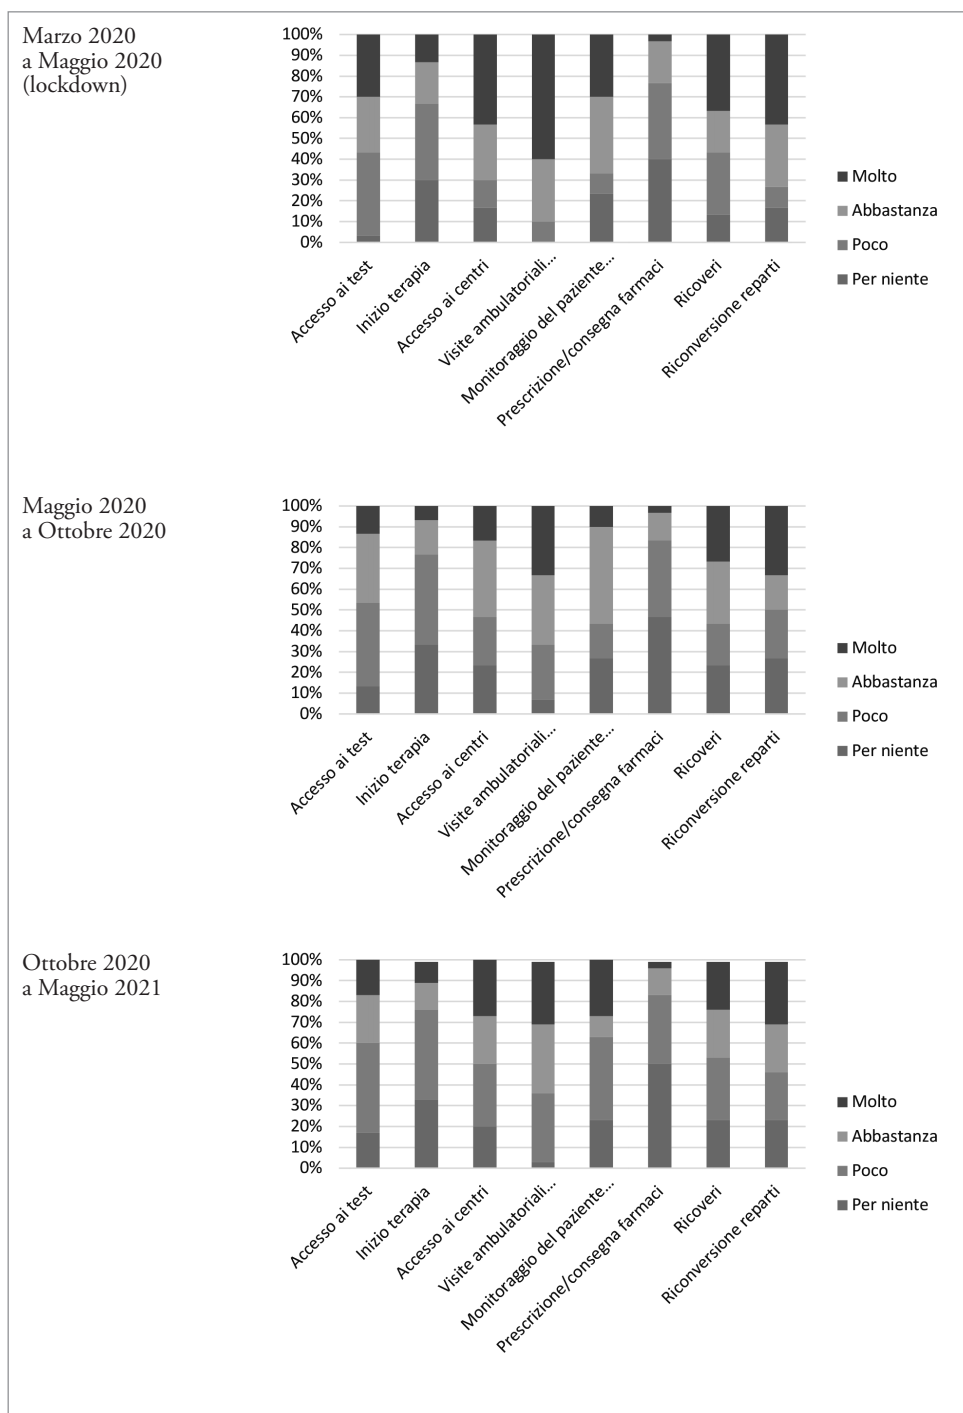 Marzo 2020
a Maggio 2020
(lockdown)
100%
90%
80%
70%
60%
50%
40%
30%
20%
10%
0%
Accesso ai test
Inizio terapia
Accesso ai centri
Visite ambulatoriali...
Monitoraggio del paziente...
Prescrizione/consegna farmaci
Ricoveri
Riconversione reparti
Molto
Abbastanza
Poco
Per niente
Maggio 2020
a Ottobre 2020
100%
90%
80%
70%
60%
50%
40%
30%
20%
10%
0%
Accesso ai test
Inizio terapia
Accesso ai centri
Visite ambulatoriali...
Monitoraggio del paziente...
Prescrizione/consegna farmaci
Ricoveri
Riconversione reparti
Molto
Abbastanza
Poco
Per niente
Ottobre 2020
a Maggio 2021
100%
90%
80%
70%
60%
50%
40%
30%
20%
10%
0%
Accesso ai test
Inizio terapia
Accesso ai centri
Visite ambulatoriali...
Monitoraggio del paziente...
Prescrizione/consegna farmaci
Ricoveri
Riconversione reparti
Molto
Abbastanza
Poco
Per niente